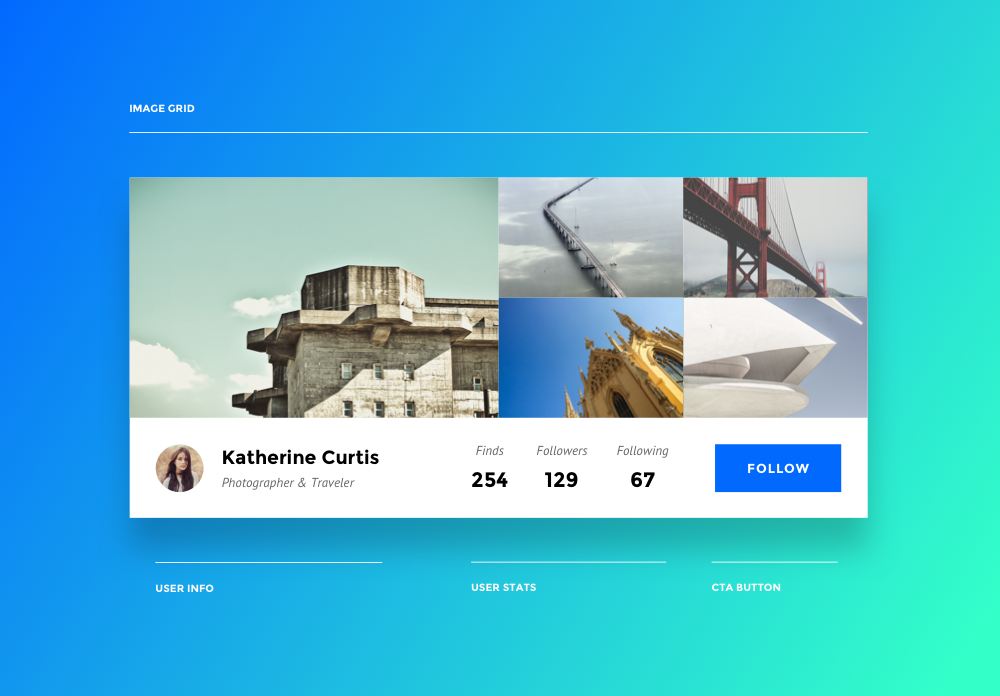 IMAGE GRID
Katherine Curtis
Photographer & Traveler
Finds Followers Following
254 129 67
FOLLOW
USER INFO
USER STATS
CTA BUTTON